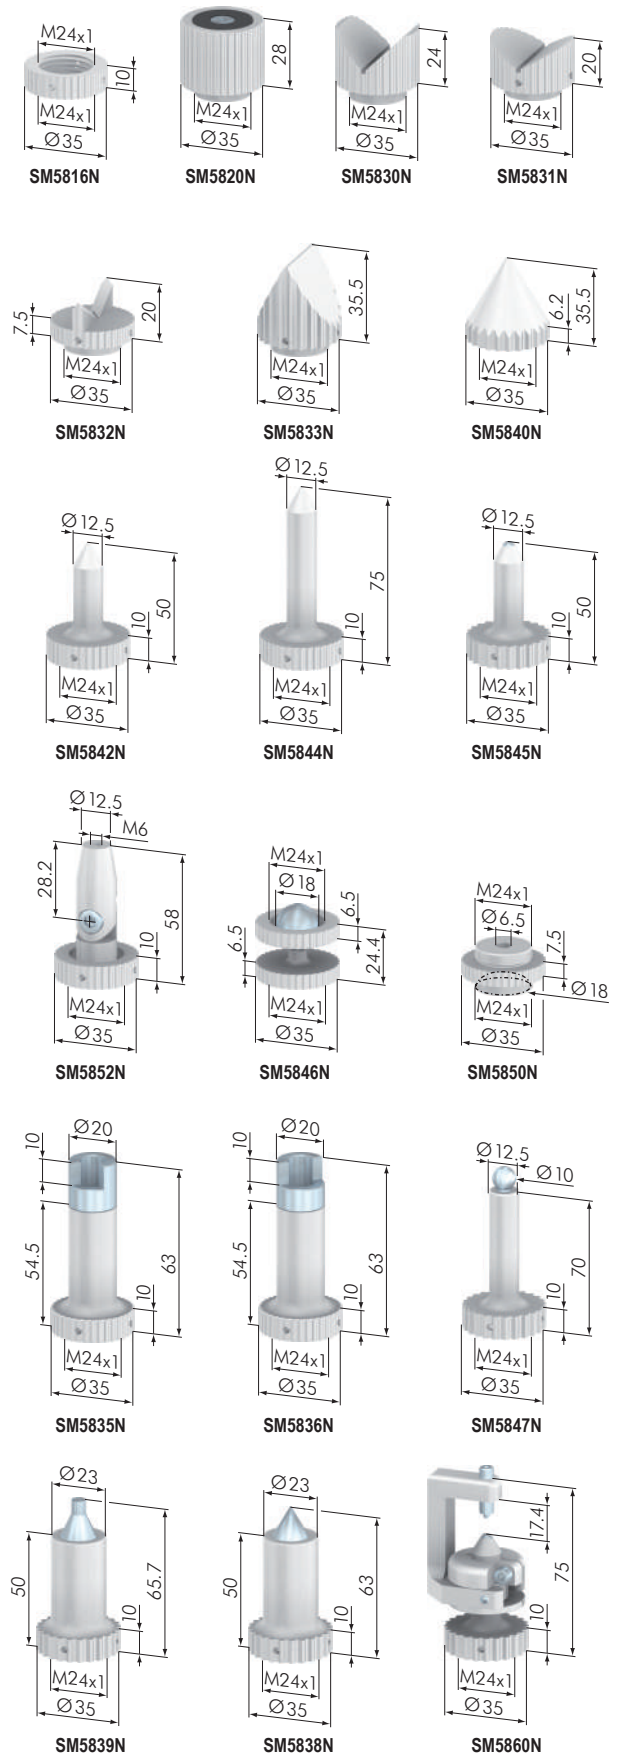 M24x1
10
M24x1
Ø35
SM5816N
28
M24x1
Ø35
SM5820N
24
M24x1
Ø35
SM5830N
20
M24x1
Ø35
SM5831N
7.5
20
M24x1
Ø35
SM5832N
35.5
M24x1
Ø35
SM5833N
6.2
35.5
M24x1
Ø35
SM5840N
Ø12.5
10
50
M24x1
Ø35
SM5842N
Ø12.5
10
75
M24x1
Ø35
SM5844N
Ø12.5
10
50
M24x1
Ø35
SM5845N
Ø12.5
M6
28.2
10
58
M24x1
Ø35
SM5852N
M24x1
Ø18
6.5
6.5
24.4
M24x1
Ø35
SM5846N
M24x1
Ø6.5
7.5
Ø18
M24x1
Ø35
SM5850N
Ø20
10
54.5
10
63
M24x1
Ø35
SM5835N
Ø20
10
54.5
10
63
M24x1
Ø35
SM5836N
Ø12.5
Ø10
10
70
M24x1
Ø35
SM5847N
Ø23
50
10
65.7
M24x1
Ø35
SM5839N
Ø23
50
10
63
M24x1
Ø35
SM5838N
17.4
10
75
M24x1
Ø35
SM5860N